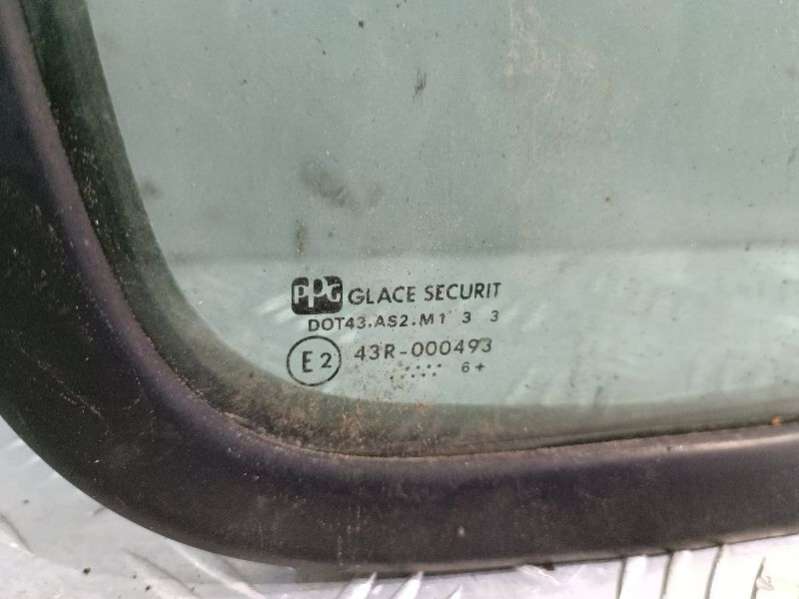 PPG GLACE SECURIT
DOT43.AS2.M1 3 3
E2 43R-000493
6+